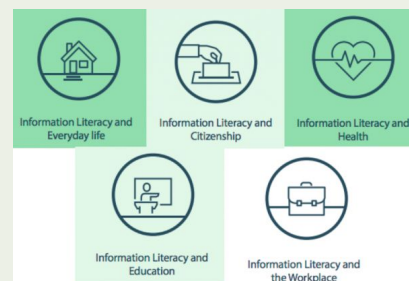 Information Literacy and
Everyday life
Information Literacy and
Citizenship
Information Literacy and
Health
Information Literacy and
Education
Information Literacy and
the Workplace